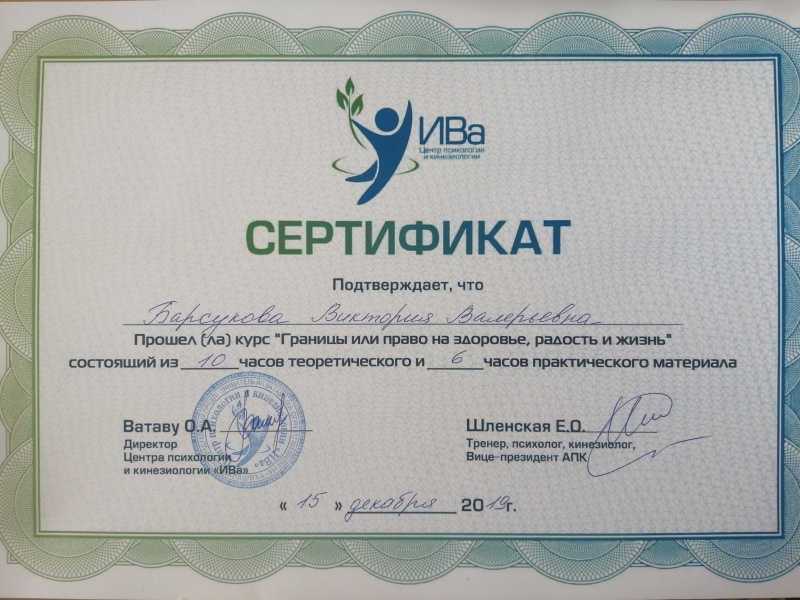 ИВа
Центр психологии
и кинезиологии
СЕРТИФИКАТ
Подтверждает, что
Барсукова Виктория Валерьевна
Прошел (ла) курс "Границы или право на здоровье, радость и жизнь"
состоящий из 10 часов теоретического и 6 часов практического материала
Ватаву О.А.
Директор
Центра психологии
и кинезиологии «ИВа»
Шленская Е.О.
Тренер, психолог, кинезиолог,
Вице-президент АПК
« 15 » декабря 2019г.